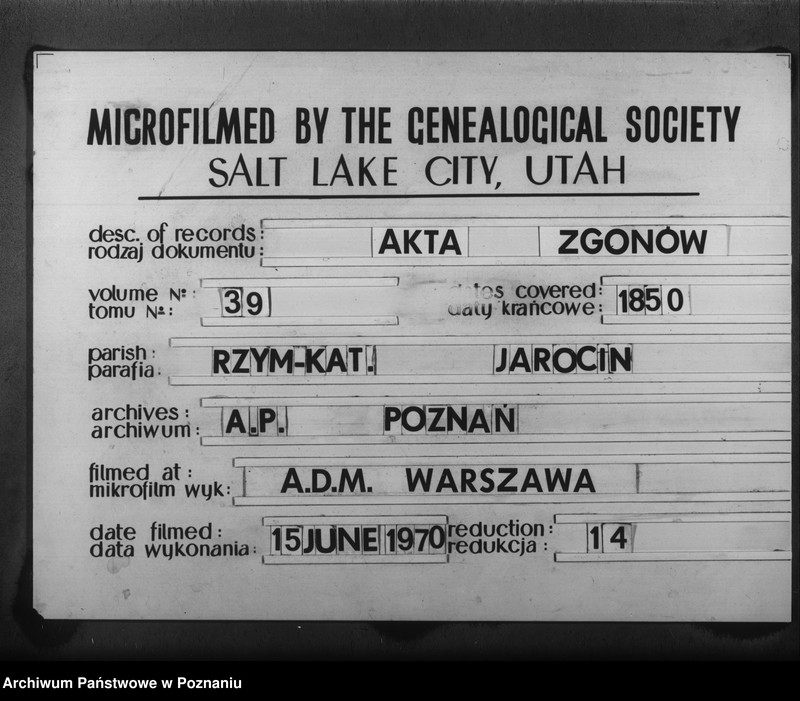 MICROFILMED BY THE GENEALOGICAL SOCIETY
SALT LAKE CITY, UTAH
desc. of records: AKTA ZGONÓW
rodzaj dokumentu:
volume №: 39 covered: 1850
tomu №: daty krańcowe:
parish: RZYM-KAT. JAROCIN
parafia:
archives: A.P. POZNAŃ
archiwum:
filmed at: A.D.M. WARSZAWA
mikrofilm wyk:
date filmed: 15 JUNE 1970 reduction: 14
data wykonania: redukcja:
Archiwum Państwowe w Poznaniu